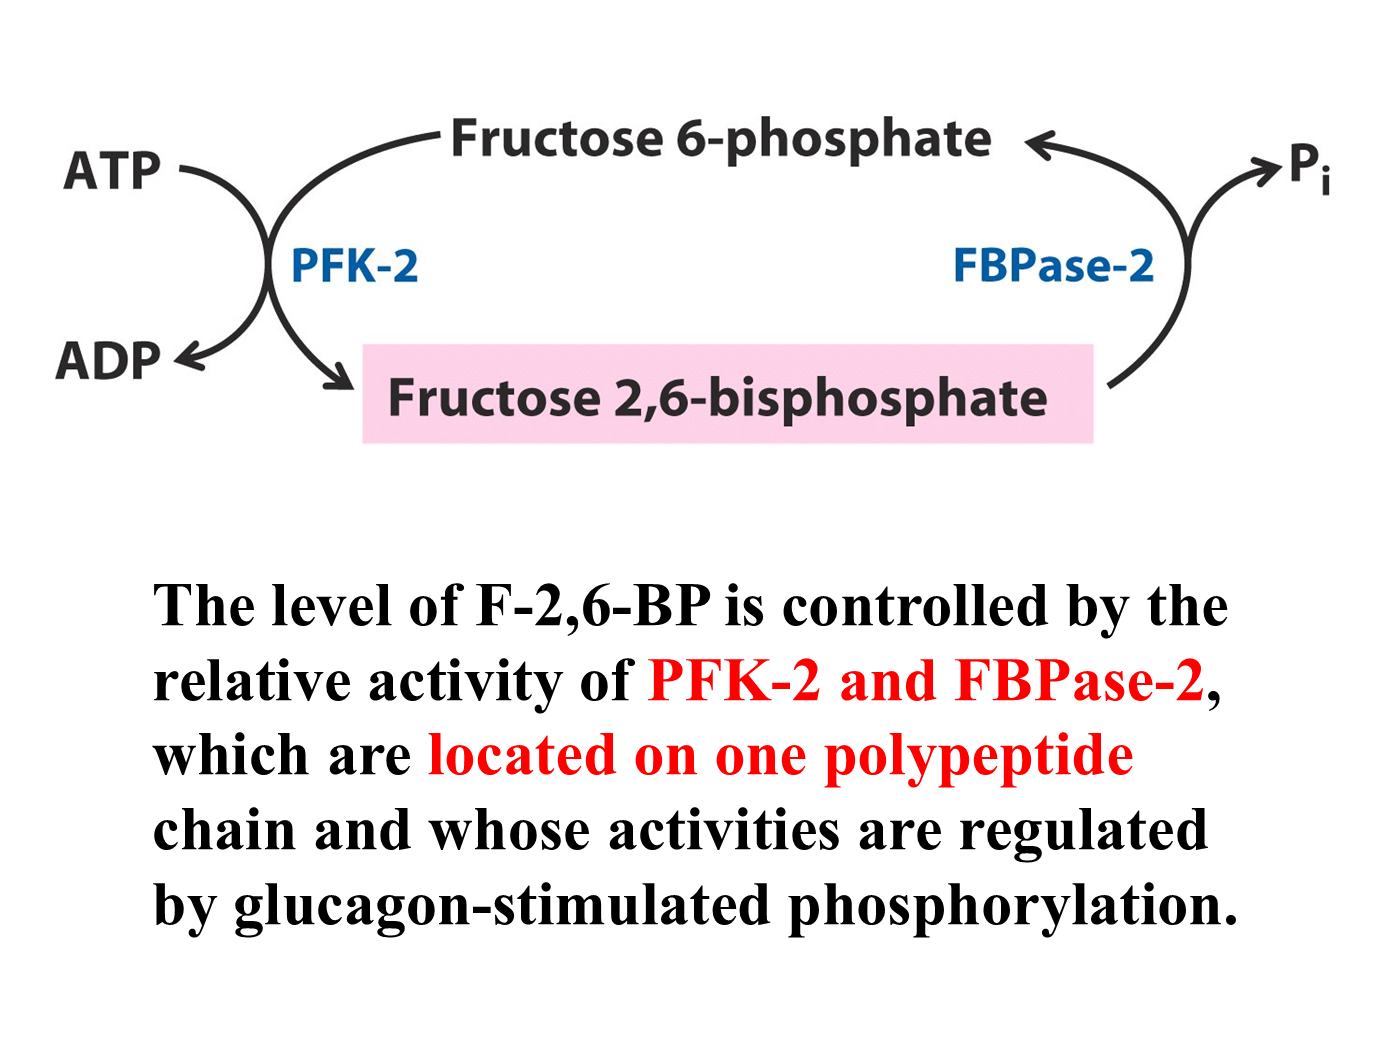 Fructose 6-phosphate
ATP
Pi
PFK-2
FBPase-2
ADP
Fructose 2,6-bisphosphate
The level of F-2,6-BP is controlled by the
relative activity of PFK-2 and FBPase-2,
which are located on one polypeptide
chain and whose activities are regulated
by glucagon-stimulated phosphorylation.